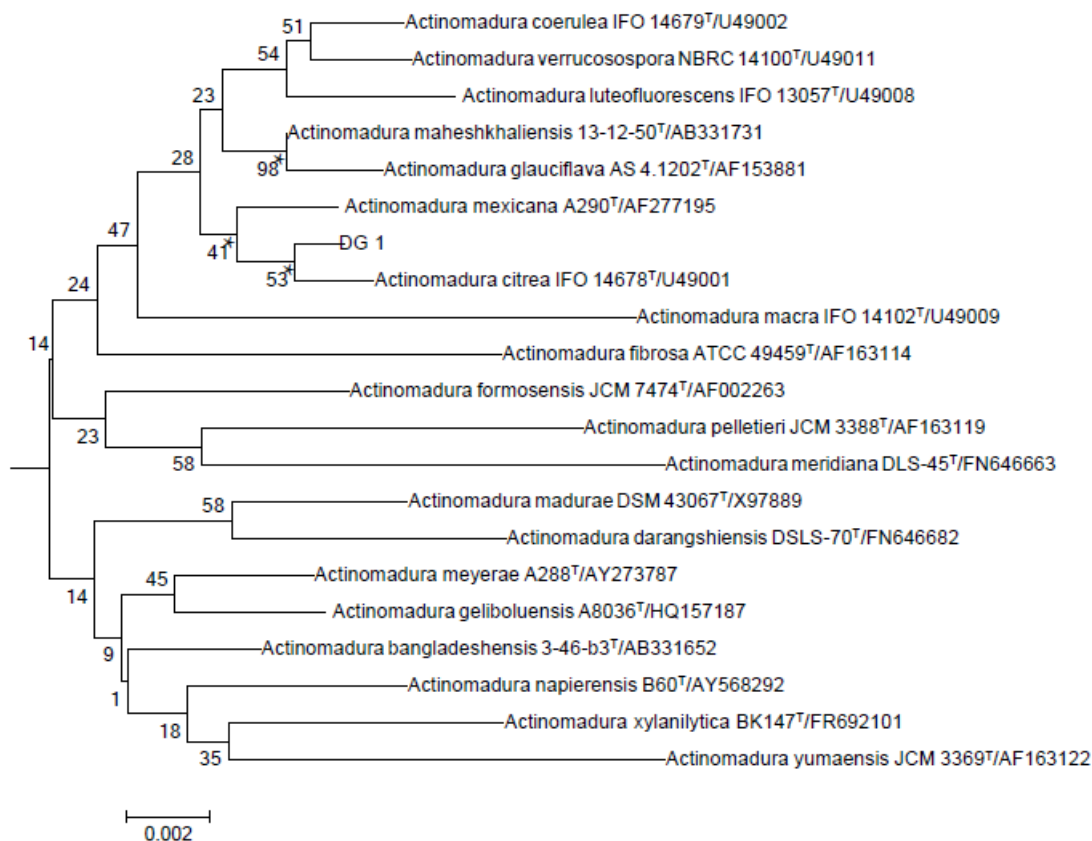 51
Actinomadura coerulea IFO 14679ᵀ/U49002
54
Actinomadura verrucosospora NBRC 14100ᵀ/U49011
23
Actinomadura luteofluorescens IFO 13057ᵀ/U49008
28
Actinomadura maheshkhaliensis 13-12-50ᵀ/AB331731
98*
Actinomadura glauciflava AS 4.1202ᵀ/AF153881
47
Actinomadura mexicana A290ᵀ/AF277195
41*
DG 1
53*
Actinomadura citrea IFO 14678ᵀ/U49001
24
Actinomadura macra IFO 14102ᵀ/U49009
14
Actinomadura fibrosa ATCC 49459ᵀ/AF163114
Actinomadura formosensis JCM 7474ᵀ/AF002263
23
Actinomadura pelletieri JCM 3388ᵀ/AF163119
58
Actinomadura meridiana DLS-45ᵀ/FN646663
58
Actinomadura madurae DSM 43067ᵀ/X97889
Actinomadura darangshiensis DSLS-70ᵀ/FN646682
14
45
Actinomadura meyerae A288ᵀ/AY273787
Actinomadura geliboluensis A8036ᵀ/HQ157187
9
Actinomadura bangladeshensis 3-46-b3ᵀ/AB331652
1
Actinomadura napierensis B60ᵀ/AY568292
18
Actinomadura xylanilytica BK147ᵀ/FR692101
35
Actinomadura yumaensis JCM 3369ᵀ/AF163122
0.002